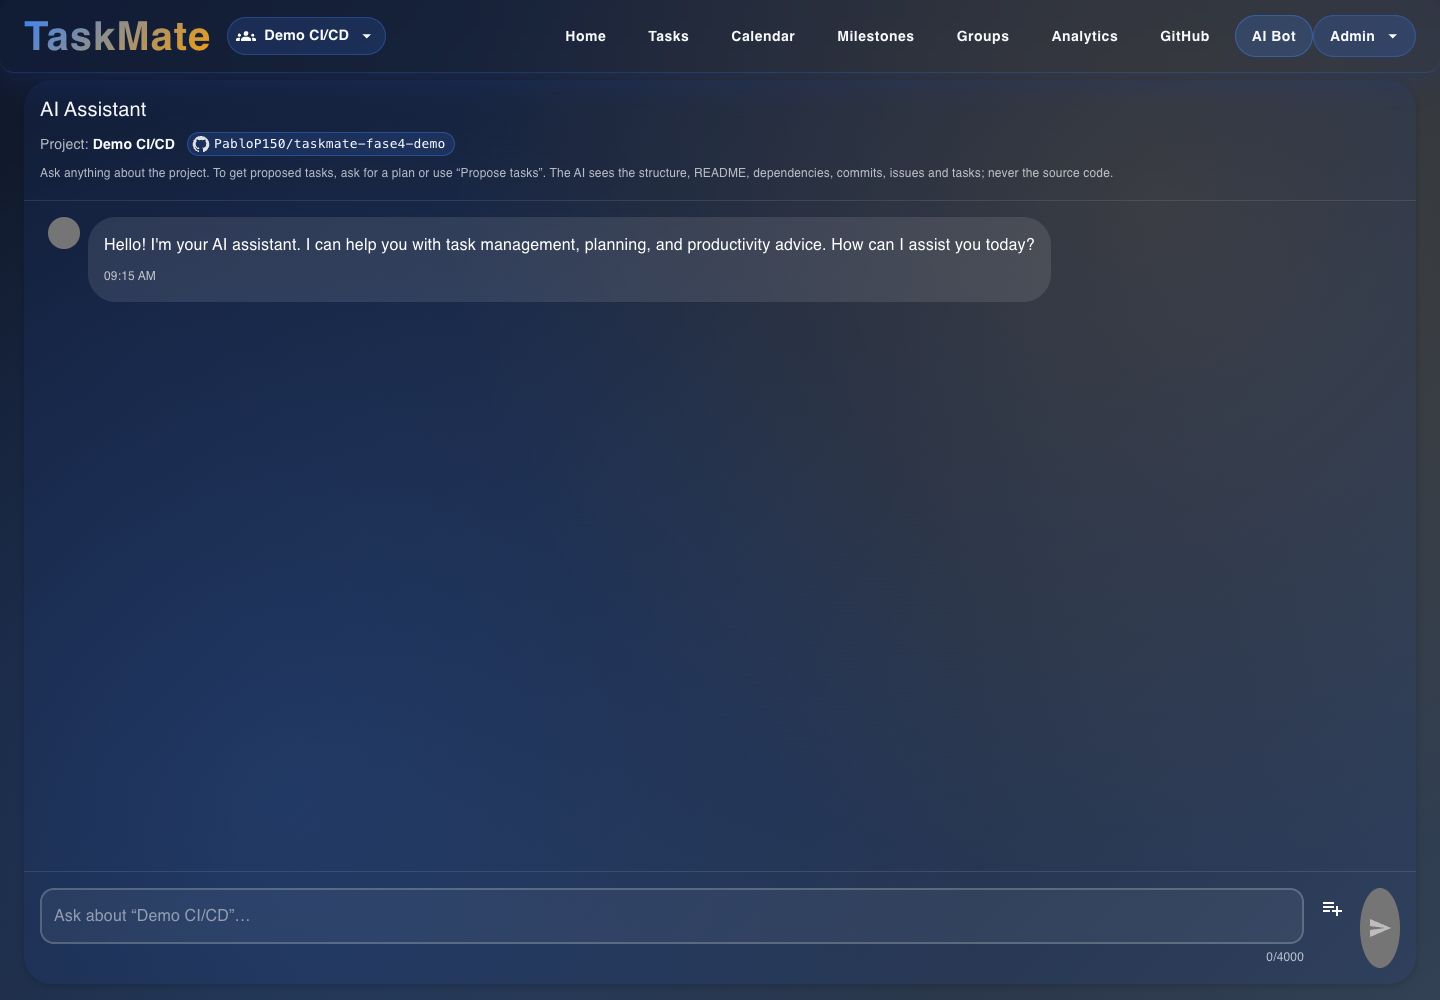 TaskMate
Demo CI/CD
Home
Tasks
Calendar
Milestones
Groups
Analytics
GitHub
AI Bot
Admin
AI Assistant
Project: Demo CI/CD
PabloP150/taskmate-fase4-demo
Ask anything about the project. To get proposed tasks, ask for a plan or use “Propose tasks”. The AI sees the structure, README, dependencies, commits, issues and tasks; never the source code.
Hello! I'm your AI assistant. I can help you with task management, planning, and productivity advice. How can I assist you today?
09:15 AM
Ask about “Demo CI/CD”…
0/4000